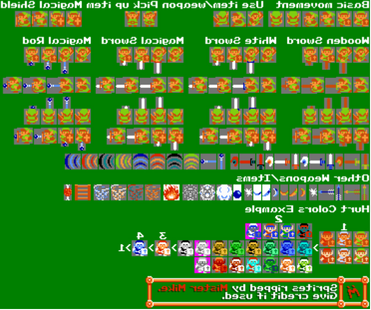 Basic movement Use item/weapon Pick up item Magical Shield
Wooden Sword White Sword Magical Sword Magical Rod
Other Weapons/Items
Hurt Colors Example
1 2 3 4
x1
Sprites ripped by Mister Mike.
Give credit if used.